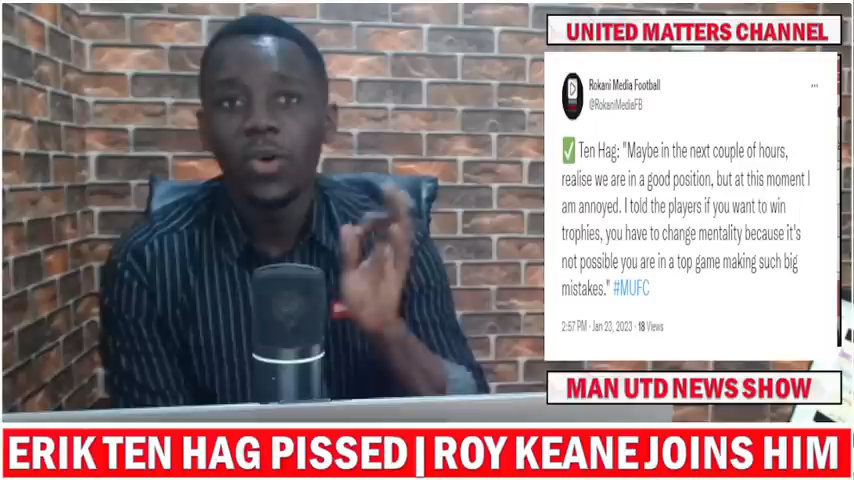 UNITED MATTERS CHANNEL
Rokani Media Football
@RokaniMediaFB
Ten Hag: "Maybe in the next couple of hours,
realise we are in a good position, but at this moment I
am annoyed. I told the players if you want to win
trophies, you have to change mentality because it's
not possible you are in a top game making such big
mistakes." #MUFC
2:57 PM · Jan 23, 2023 · 18 Views
MAN UTD NEWS SHOW
ERIK TEN HAG PISSED | ROY KEANE JOINS HIM